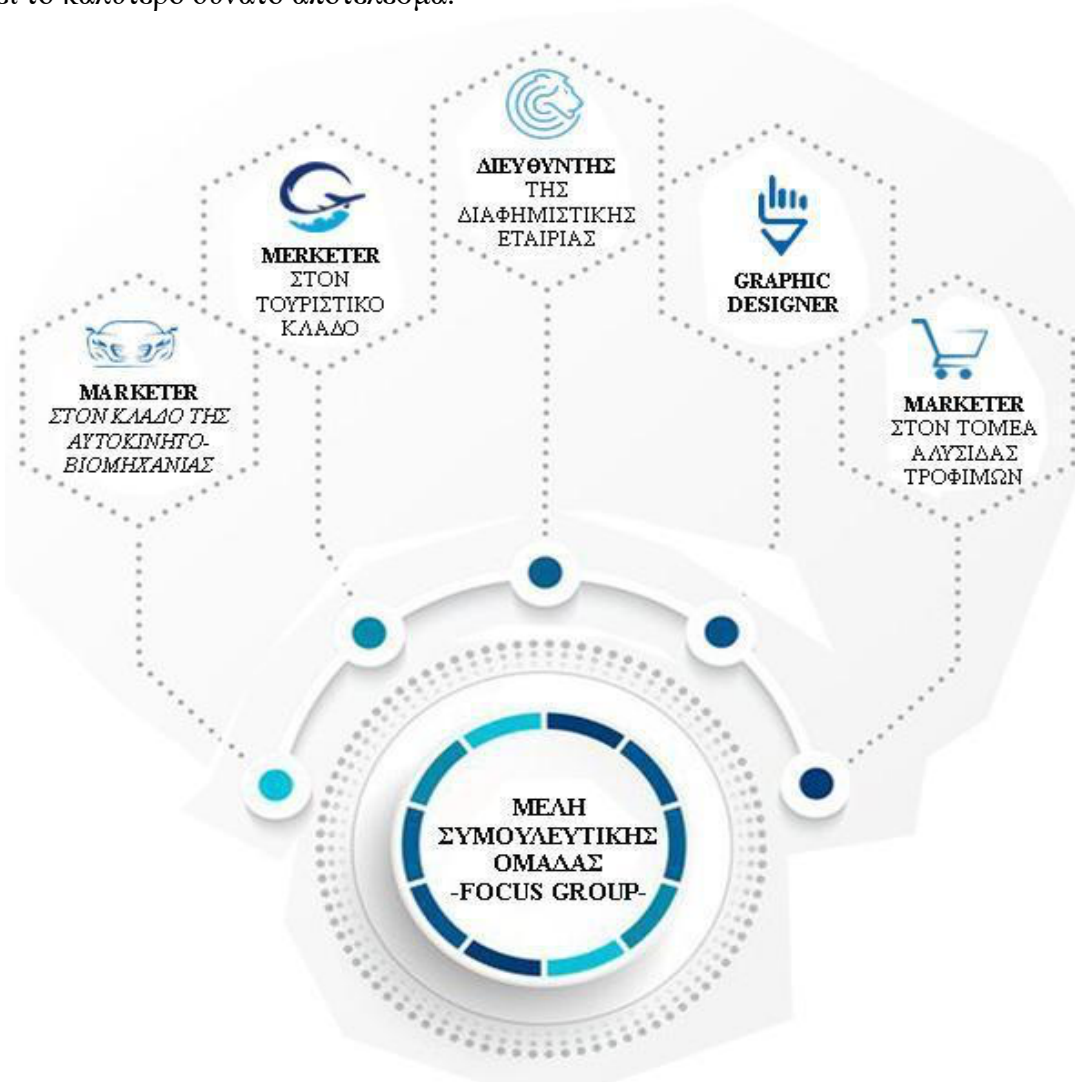 το καλύτερο δυνατό αποτέλεσμα.
ΔΙΕΥΘΥΝΤΗΣ
ΤΗΣ
ΔΙΑΦΗΜΙΣΤΙΚΗΣ
ΕΤΑΙΡΙΑΣ
MERKETER
ΣΤΟΝ
ΤΟΥΡΙΣΤΙΚΟ
ΚΛΑΔΟ
GRAPHIC
DESIGNER
MARKETER
ΣΤΟΝ ΚΛΑΔΟ ΤΗΣ
ΑΥΤΟΚΙΝΗΤΟ-
ΒΙΟΜΗΧΑΝΙΑΣ
MARKETER
ΣΤΟΝ ΤΟΜΕΑ
ΑΛΥΣΙΔΑΣ
ΤΡΟΦΙΜΩΝ
ΜΕΛΗ
ΣΥΜΟΥΛΕΥΤΙΚΗΣ
ΟΜΑΔΑΣ
-FOCUS GROUP-